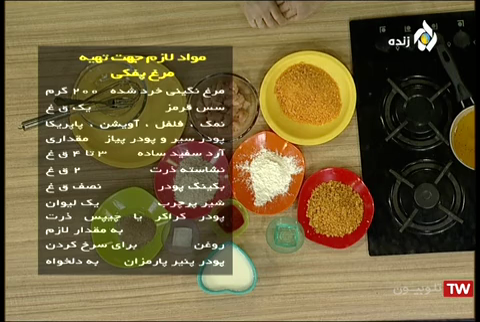 زنده
مواد لازم جهت تهیه
مرغ پفکی
مرغ نگینی خرد شده ۲۰۰ گرم
سس قرمز یک ق غ
نمک ، فلفل ، آویشن ، پاپریکا
پودر سیر و پودر پیاز مقداری
آرد سفید ساده ۳ تا ۴ ق غ
نشاسته ذرت ۲ ق غ
بکینگ پودر نصف ق غ
شیر پرچرب یک لیوان
پودر کراکر یا چیپس ذرت
به مقدار لازم
روغن برای سرخ کردن
پودر پنیر پارمزان به دلخواه
تلوبیون TW